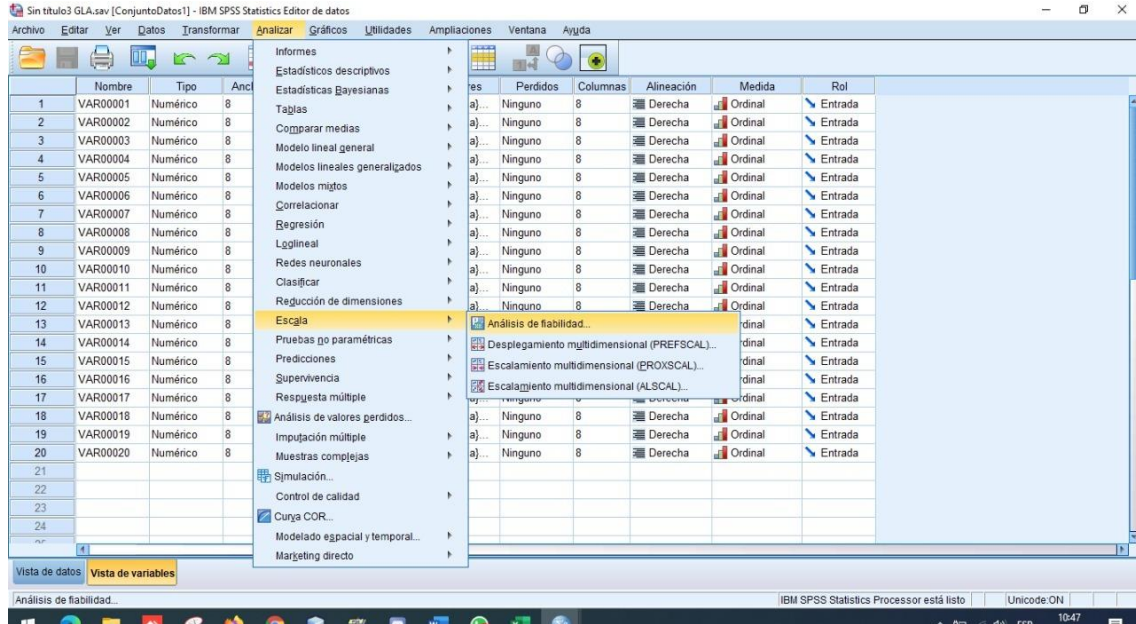 Sin título3 GLA.sav [ConjuntoDatos1] - IBM SPSS Statistics Editor de datos
Archivo Editar Ver Datos Transformar Analizar Gráficos Utilidades Ampliaciones Ventana Ayuda
Informes
Estadísticos descriptivos
Estadísticas Bayesianas
Tablas
Comparar medias
Modelo lineal general
Modelos lineales generalizados
Modelos mixtos
Correlacionar
Regresión
Loglineal
Redes neuronales
Clasificar
Reducción de dimensiones
Escala
Pruebas no paramétricas
Predicciones
Supervivencia
Respuesta múltiple
Análisis de valores perdidos...
Imputación múltiple
Muestras complejas
Simulación...
Control de calidad
Curva COR...
Modelado espacial y temporal...
Marketing directo
Análisis de fiabilidad...
Desplegamiento multidimensional (PREFSCAL)...
Escalamiento multidimensional (PROXSCAL)...
Escalamiento multidimensional (ALSCAL)...
Nombre Tipo Ancl res Perdidos Columnas Alineación Medida Rol
1 VAR00001 Numérico 8 a}... Ninguno 8 Derecha Ordinal Entrada
2 VAR00002 Numérico 8 a}... Ninguno 8 Derecha Ordinal Entrada
3 VAR00003 Numérico 8 a}... Ninguno 8 Derecha Ordinal Entrada
4 VAR00004 Numérico 8 a}... Ninguno 8 Derecha Ordinal Entrada
5 VAR00005 Numérico 8 a}... Ninguno 8 Derecha Ordinal Entrada
6 VAR00006 Numérico 8 a}... Ninguno 8 Derecha Ordinal Entrada
7 VAR00007 Numérico 8 a}... Ninguno 8 Derecha Ordinal Entrada
8 VAR00008 Numérico 8 a}... Ninguno 8 Derecha Ordinal Entrada
9 VAR00009 Numérico 8 a}... Ninguno 8 Derecha Ordinal Entrada
10 VAR00010 Numérico 8 a}... Ninguno 8 Derecha Ordinal Entrada
11 VAR00011 Numérico 8 a}... Ninguno 8 Derecha Ordinal Entrada
12 VAR00012 Numérico 8 a}... Ninguno 8 Derecha Ordinal Entrada
13 VAR00013 Numérico 8 rdinal Entrada
14 VAR00014 Numérico 8 rdinal Entrada
15 VAR00015 Numérico 8 rdinal Entrada
16 VAR00016 Numérico 8 rdinal Entrada
17 VAR00017 Numérico 8 Ordinal Entrada
18 VAR00018 Numérico 8 a}... Ninguno 8 Derecha Ordinal Entrada
19 VAR00019 Numérico 8 a}... Ninguno 8 Derecha Ordinal Entrada
20 VAR00020 Numérico 8 a}... Ninguno 8 Derecha Ordinal Entrada
21
22
23
24
Vista de datos Vista de variables
Análisis de fiabilidad... IBM SPSS Statistics Processor está listo Unicode:ON
ESP 10:47